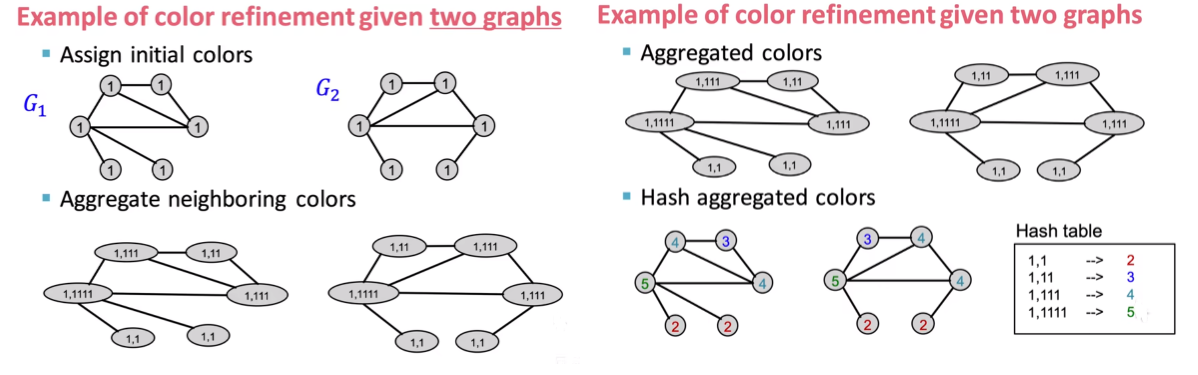 Example of color refinement given two graphs
Assign initial colors
G1
1 1
1 1
1 1
G2
1 1
1 1
1 1
Aggregate neighboring colors
1,111 1,11
1,1111 1,111
1,1 1,1
1,11 1,111
1,1111 1,111
1,1 1,1
Example of color refinement given two graphs
Aggregated colors
1,111 1,11
1,1111 1,111
1,1 1,1
1,11 1,111
1,1111 1,111
1,1 1,1
Hash aggregated colors
4 3
5 4
2 2
3 4
5 4
2 2
Hash table
1,1 --> 2
1,11 --> 3
1,111 --> 4
1,1111 --> 5